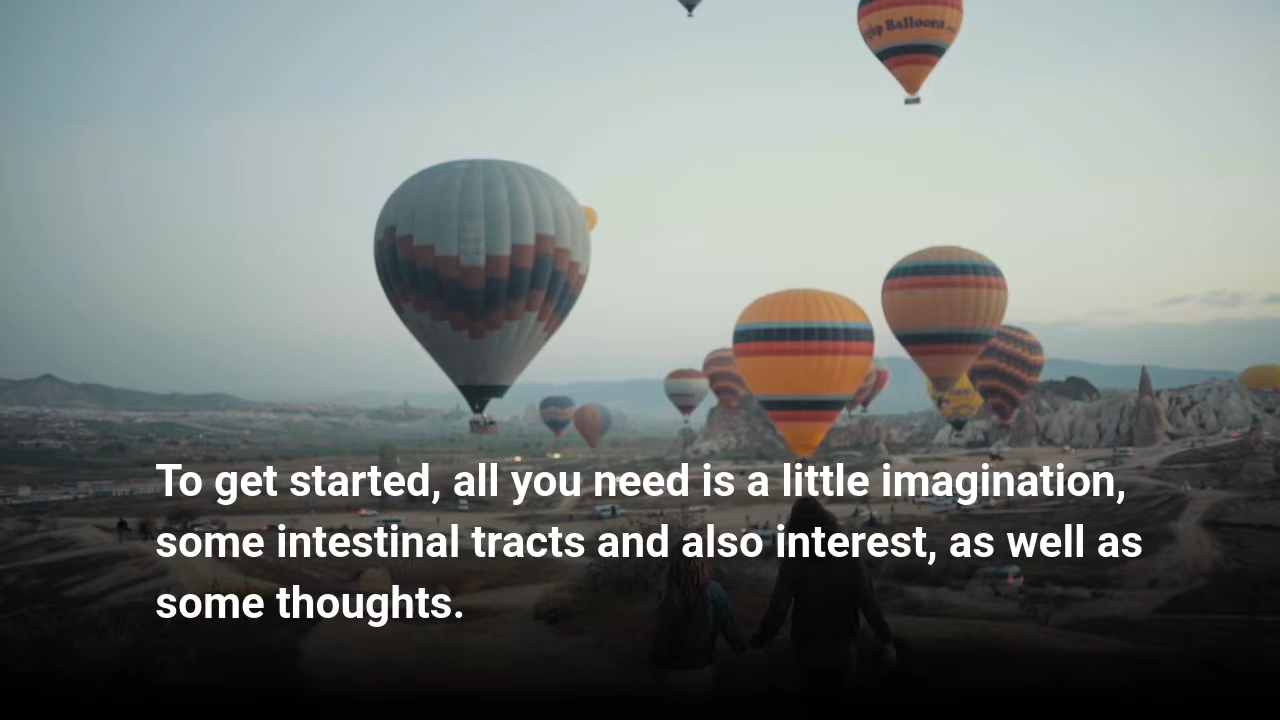 Balloons
To get started, all you need is a little imagination,
some intestinal tracts and also interest, as well as
some thoughts.